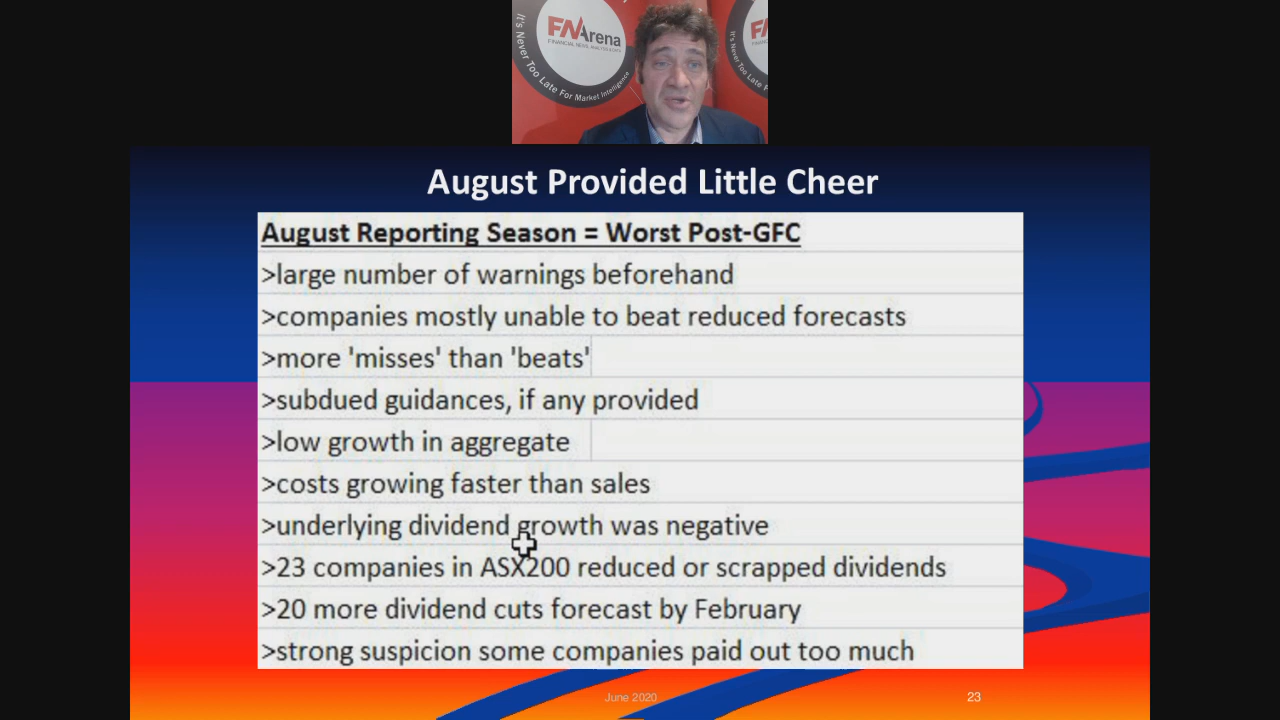 It's Never Too Late For Market Intelligence
FNArena
FINANCIAL NEWS, ANALYSIS & DATA
August Provided Little Cheer
August Reporting Season = Worst Post-GFC
>large number of warnings beforehand
>companies mostly unable to beat reduced forecasts
>more 'misses' than 'beats'
>subdued guidances, if any provided
>low growth in aggregate
>costs growing faster than sales
>underlying dividend growth was negative
>23 companies in ASX200 reduced or scrapped dividends
>20 more dividend cuts forecast by February
>strong suspicion some companies paid out too much
June 2020
23